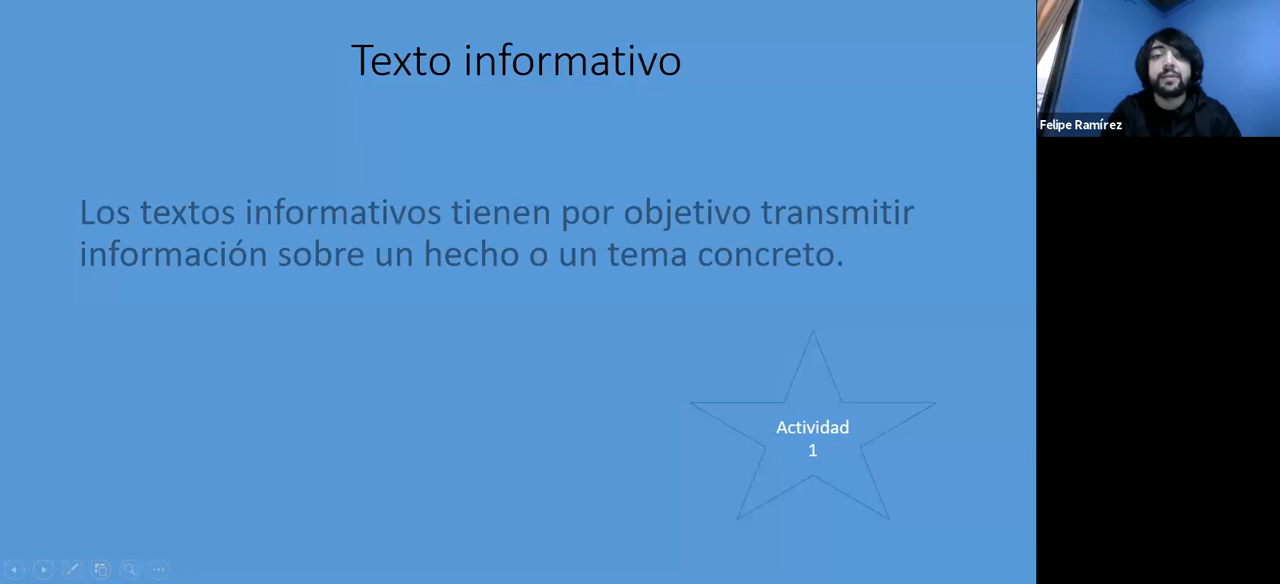 Texto informativo
Los textos informativos tienen por objetivo transmitir
información sobre un hecho o un tema concreto.
Actividad
1
Felipe Ramírez